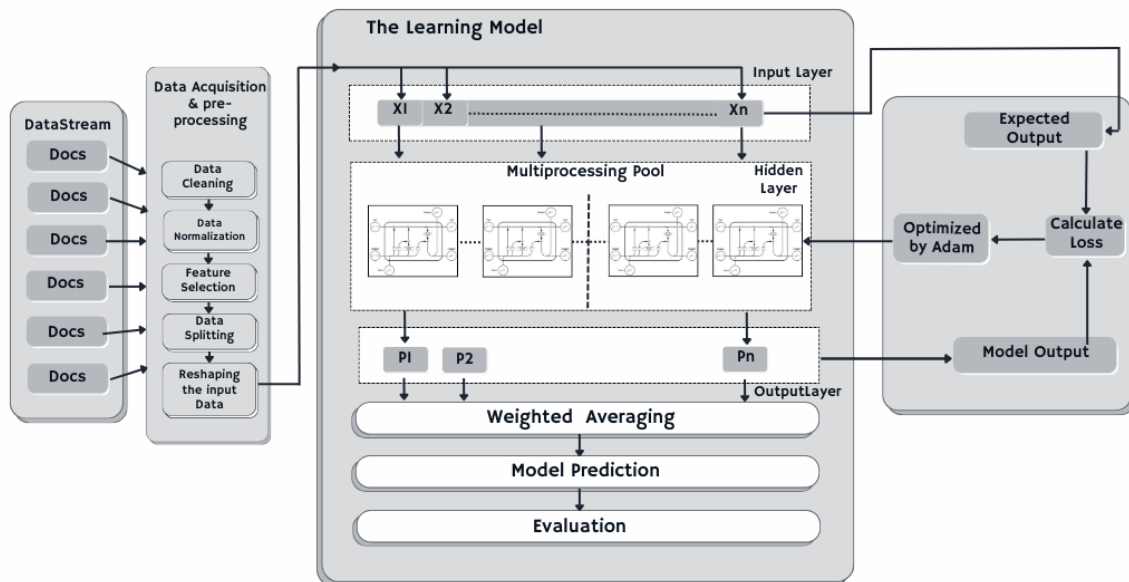 The Learning Model
Input Layer
X1
X2
Xn
Data Acquisition
& pre-
processing
DataStream
Docs
Docs
Docs
Docs
Docs
Docs
Data
Cleaning
Data
Normalization
Feature
Selection
Data
Splitting
Reshaping
the input
Data
Multiprocessing Pool
Hidden
Layer
P1
P2
Pn
OutputLayer
Weighted Averaging
Model Prediction
Evaluation
Expected
Output
Calculate
Loss
Optimized
by Adam
Model Output